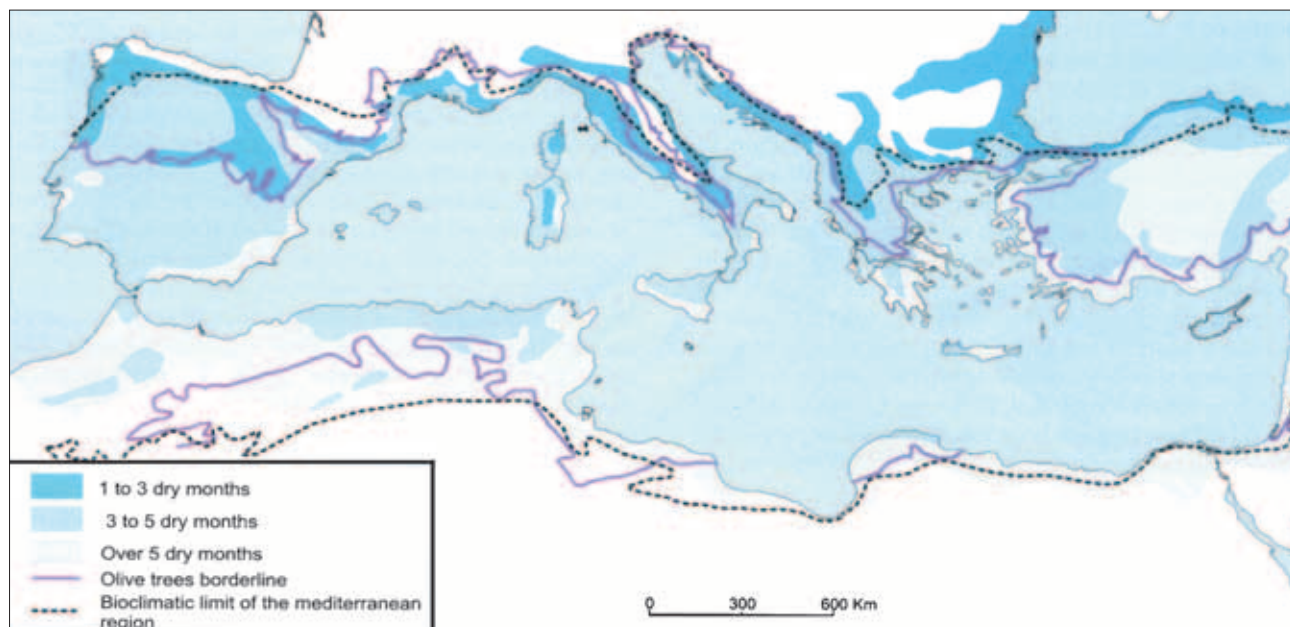 1 to 3 dry months
3 to 5 dry months
Over 5 dry months
Olive trees borderline
Bioclimatic limit of the mediterranean
region
0 300 600 Km